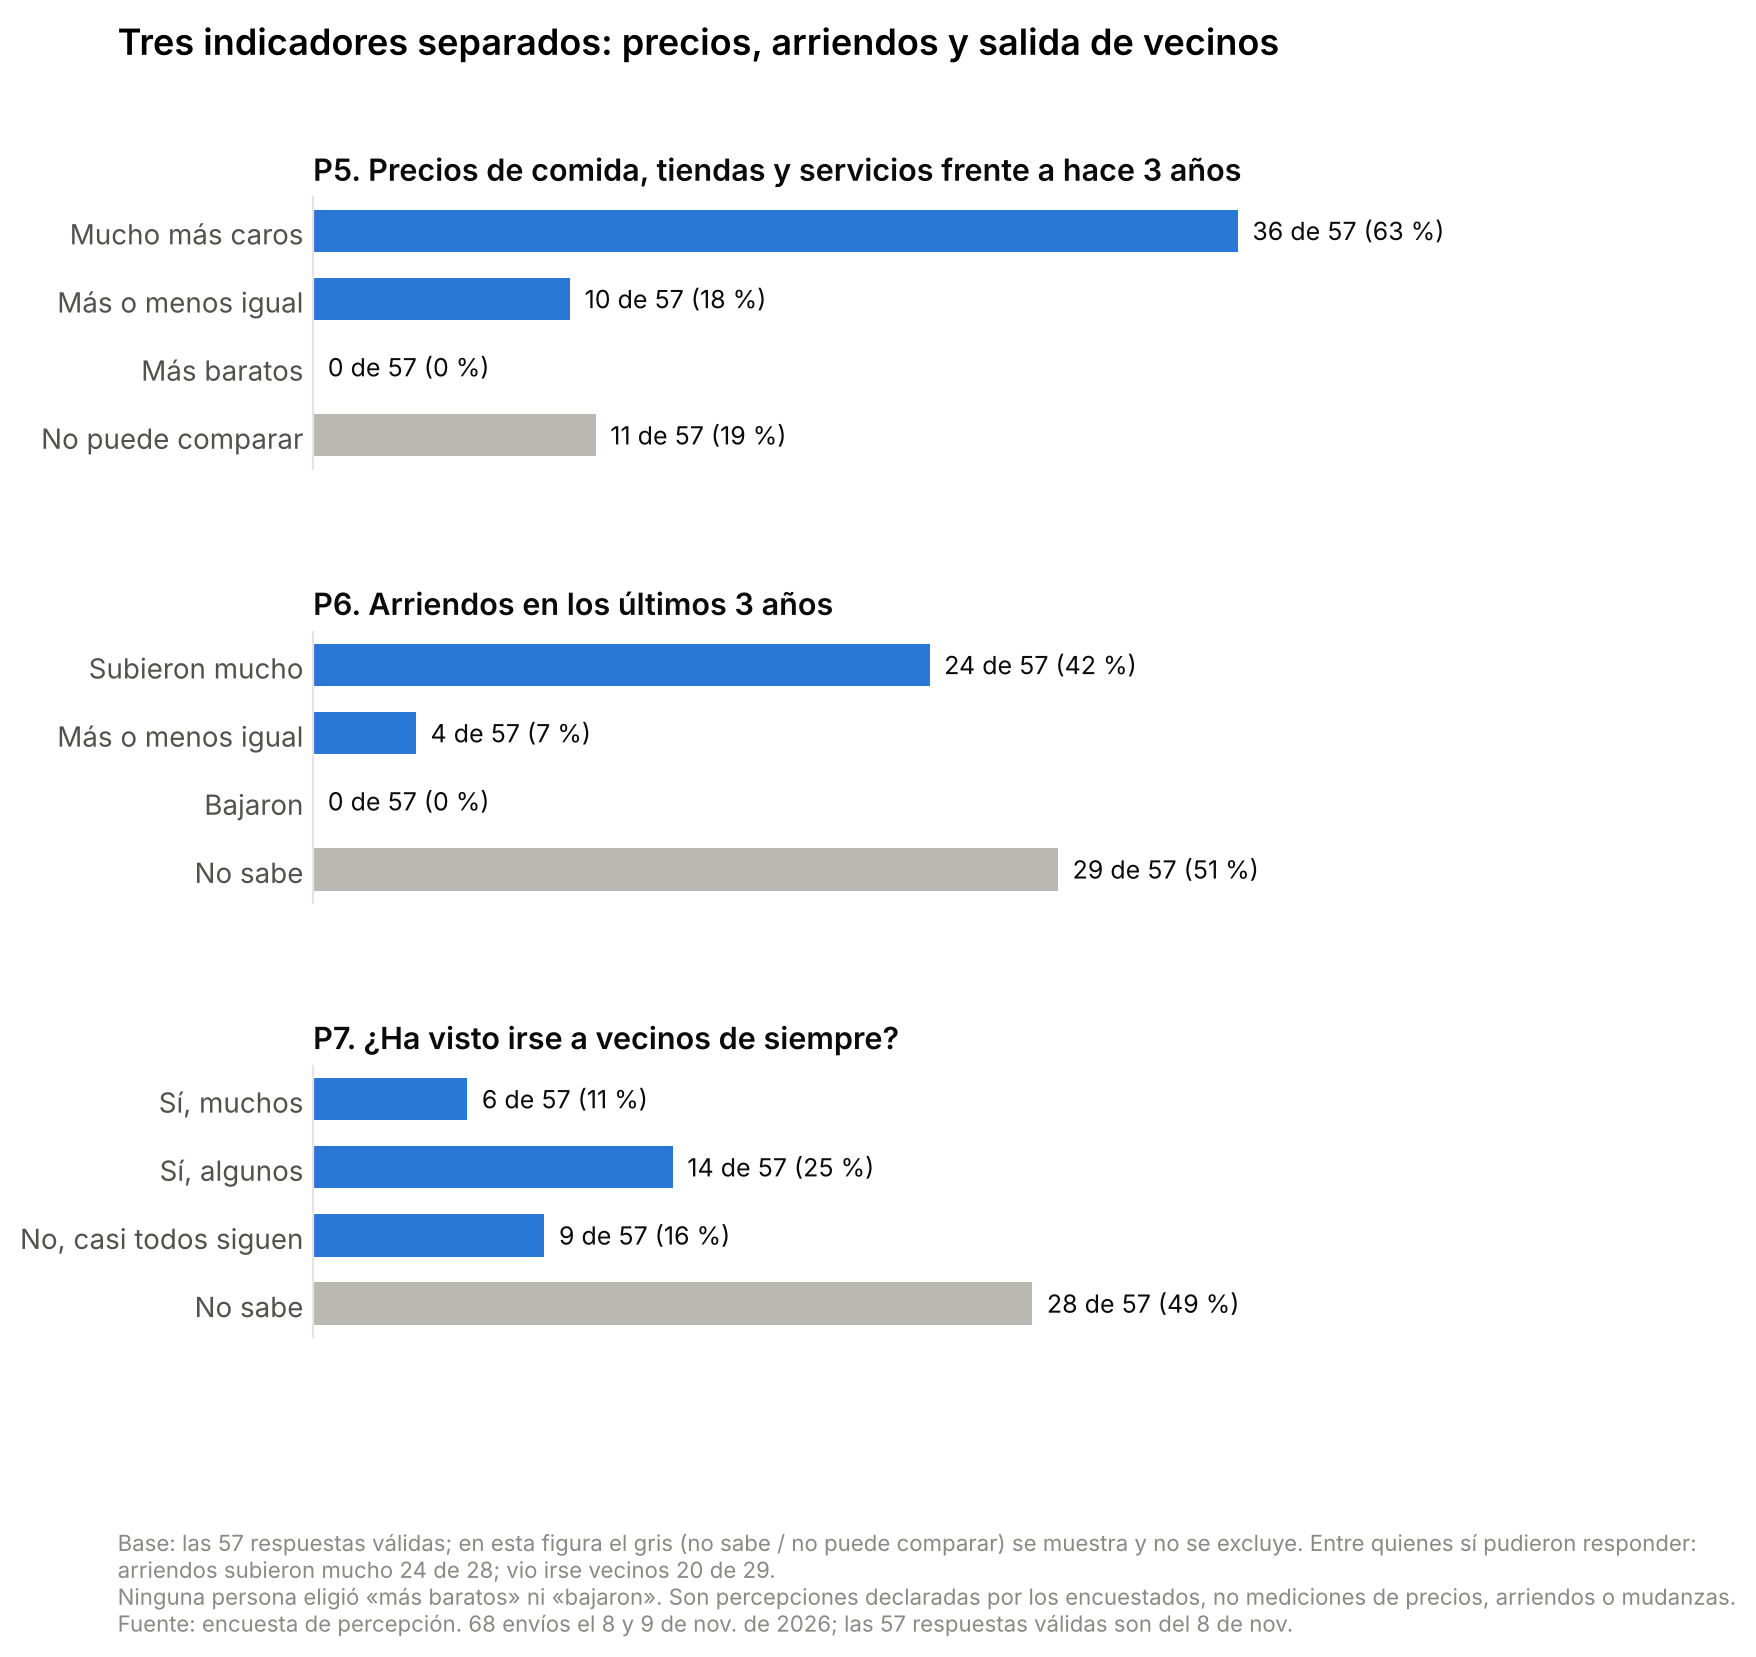 Tres indicadores separados: precios, arriendos y salida de vecinos
P5. Precios de comida, tiendas y servicios frente a hace 3 años
Mucho más caros 36 de 57 (63 %)
Más o menos igual 10 de 57 (18 %)
Más baratos 0 de 57 (0 %)
No puede comparar 11 de 57 (19 %)
P6. Arriendos en los últimos 3 años
Subieron mucho 24 de 57 (42 %)
Más o menos igual 4 de 57 (7 %)
Bajaron 0 de 57 (0 %)
No sabe 29 de 57 (51 %)
P7. ¿Ha visto irse a vecinos de siempre?
Sí, muchos 6 de 57 (11 %)
Sí, algunos 14 de 57 (25 %)
No, casi todos siguen 9 de 57 (16 %)
No sabe 28 de 57 (49 %)
Base: las 57 respuestas válidas; en esta figura el gris (no sabe / no puede comparar) se muestra y no se excluye. Entre quienes sí pudieron responder:
arriendos subieron mucho 24 de 28; vio irse vecinos 20 de 29.
Ninguna persona eligió «más baratos» ni «bajaron». Son percepciones declaradas por los encuestados, no mediciones de precios, arriendos o mudanzas.
Fuente: encuesta de percepción. 68 envíos el 8 y 9 de nov. de 2026; las 57 respuestas válidas son del 8 de nov.